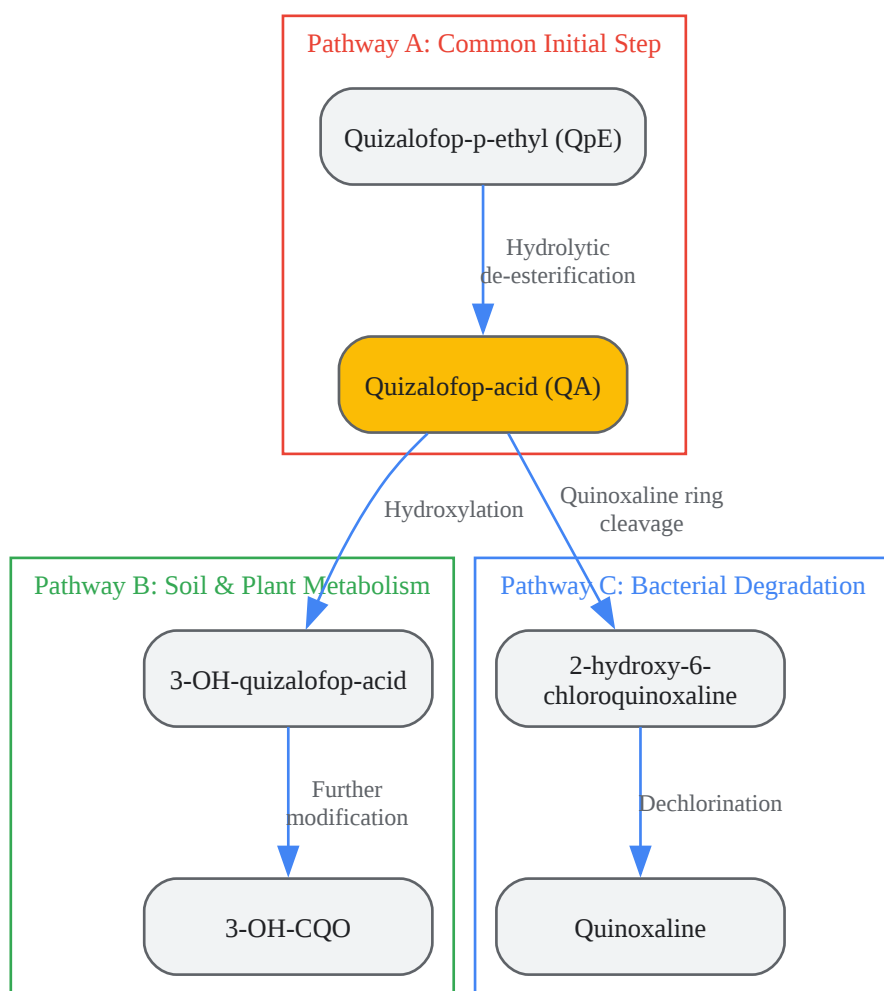 Pathway A: Common Initial Step
Quizalofop-p-ethyl (QpE)
Hydrolytic
de-esterification
Quizalofop-acid (QA)
Hydroxylation
Quinoxaline ring
cleavage
Pathway B: Soil & Plant Metabolism
Pathway C: Bacterial Degradation
3-OH-quizalofop-acid
2-hydroxy-6-
chloroquinoxaline
Further
modification
Dechlorination
3-OH-CQO
Quinoxaline